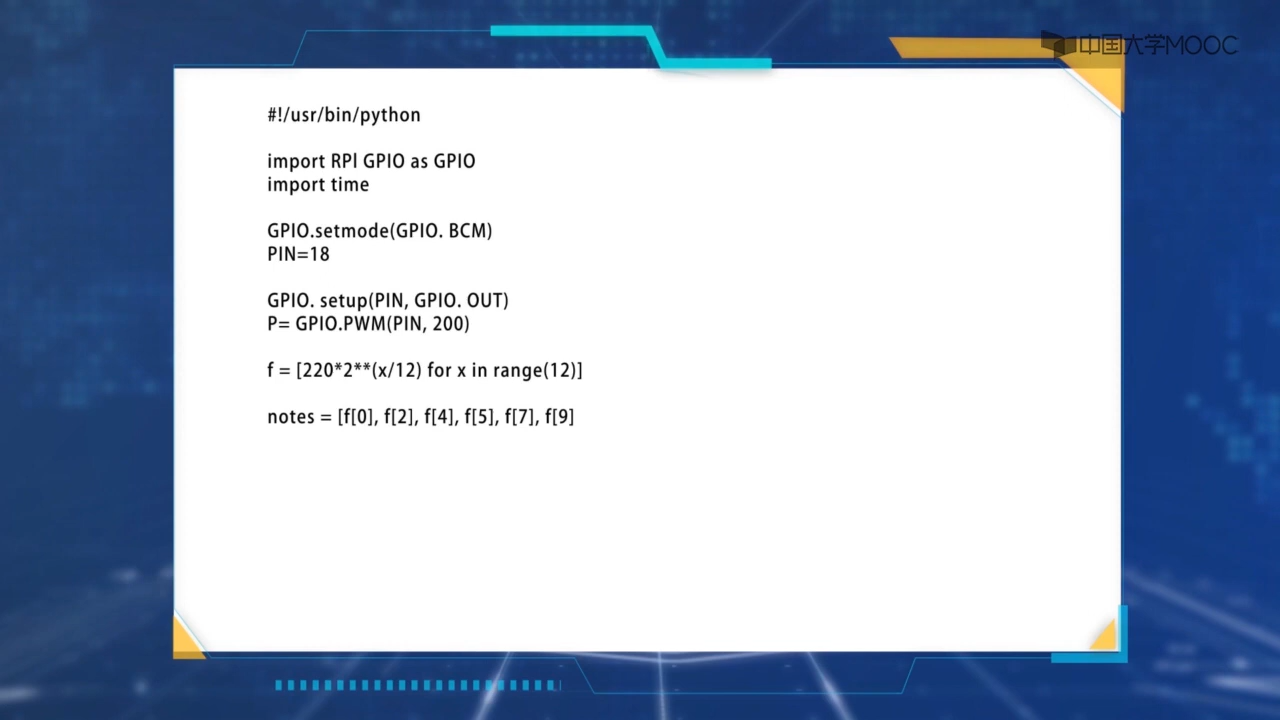 中国大学MOOC
#!/usr/bin/python
import RPl GPIO as GPIO
import time
GPIO.setmode(GPIO. BCM)
PIN=18
GPIO. setup(PIN, GPIO. OUT)
P= GPIO.PWM(PIN, 200)
f = [220*2**(x/12) for x in range(12)]
notes = [f[0], f[2], f[4], f[5], f[7], f[9]